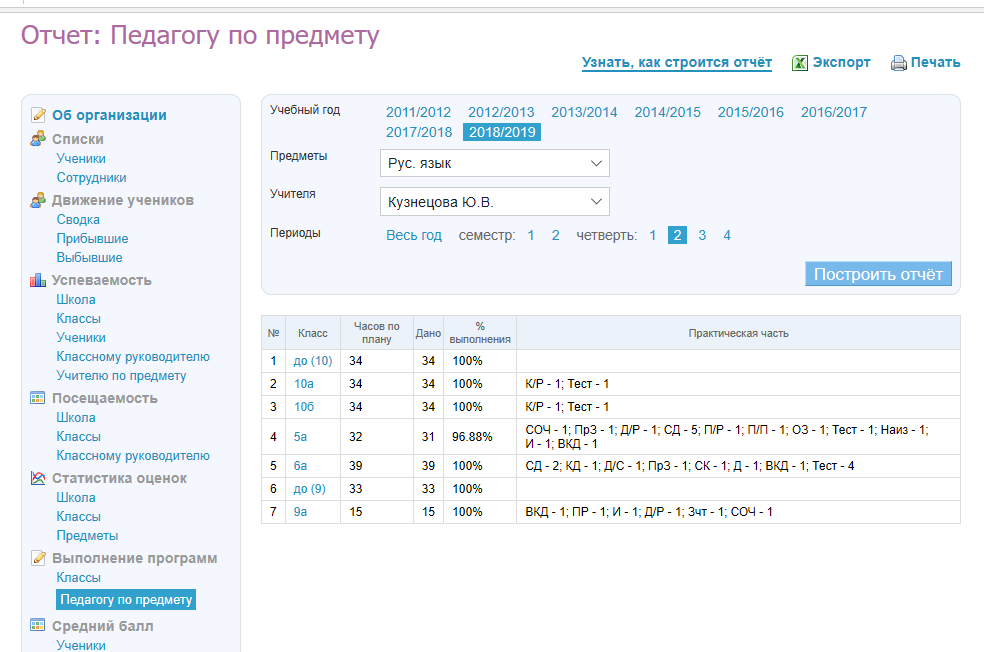 Отчет: Педагогу по предмету
Узнать, как строится отчёт Экспорт Печать
Об организации
Списки
Ученики
Сотрудники
Движение учеников
Сводка
Прибывшие
Выбывшие
Успеваемость
Школа
Классы
Ученики
Классному руководителю
Учителю по предмету
Посещаемость
Школа
Классы
Классному руководителю
Статистика оценок
Школа
Классы
Предметы
Выполнение программ
Классы
Педагогу по предмету
Средний балл
Ученики
Учебный год 2011/2012 2012/2013 2013/2014 2014/2015 2015/2016 2016/2017
2017/2018 2018/2019
Предметы Рус. язык
Учителя Кузнецова Ю.В.
Периоды Весь год семестр: 1 2 четверть: 1 2 3 4
Построить отчёт
№ Класс Часов по плану Дано % выполнения Практическая часть
1 до (10) 34 34 100%
2 10а 34 34 100% К/Р - 1; Тест - 1
3 10б 34 34 100% К/Р - 1; Тест - 1
4 5а 32 31 96.88% СОЧ - 1; ПрЗ - 1; Д/Р - 1; СД - 5; П/Р - 1; П/П - 1; ОЗ - 1; Тест - 1; Наиз - 1;
И - 1; ВКД - 1
5 6а 39 39 100% СД - 2; КД - 1; Д/С - 1; ПрЗ - 1; СК - 1; Д - 1; ВКД - 1; Тест - 4
6 до (9) 33 33 100%
7 9а 15 15 100% ВКД - 1; ПР - 1; И - 1; Д/Р - 1; Зчт - 1; СОЧ - 1